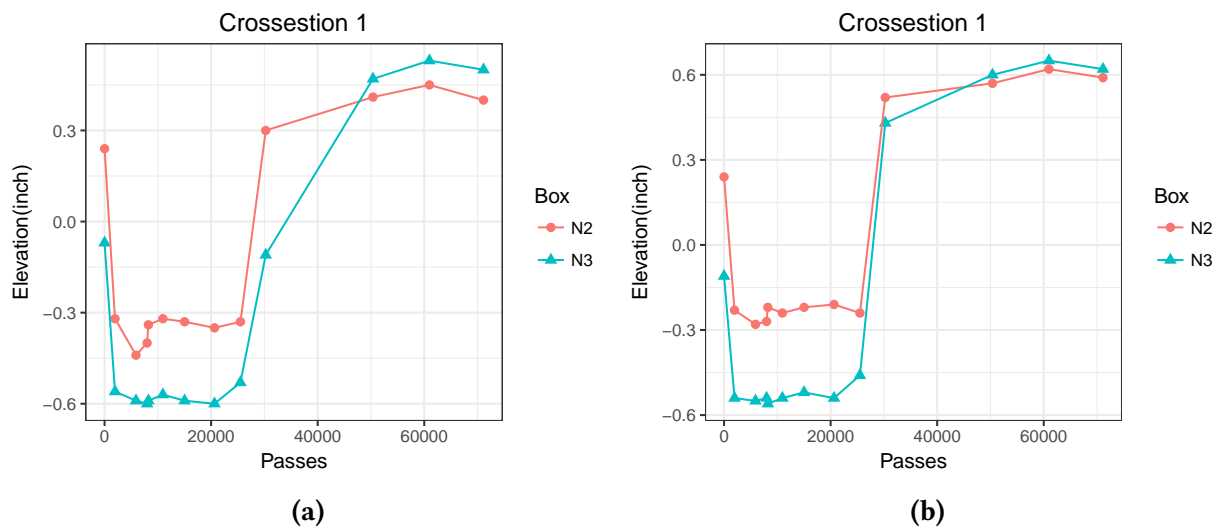 Crossestion 1
Elevation(inch)
0.3
0.0
−0.3
−0.6
0 20000 40000 60000
Passes
Box
N2
N3
(a)
Crossestion 1
Elevation(inch)
0.6
0.3
0.0
−0.3
−0.6
0 20000 40000 60000
Passes
Box
N2
N3
(b)